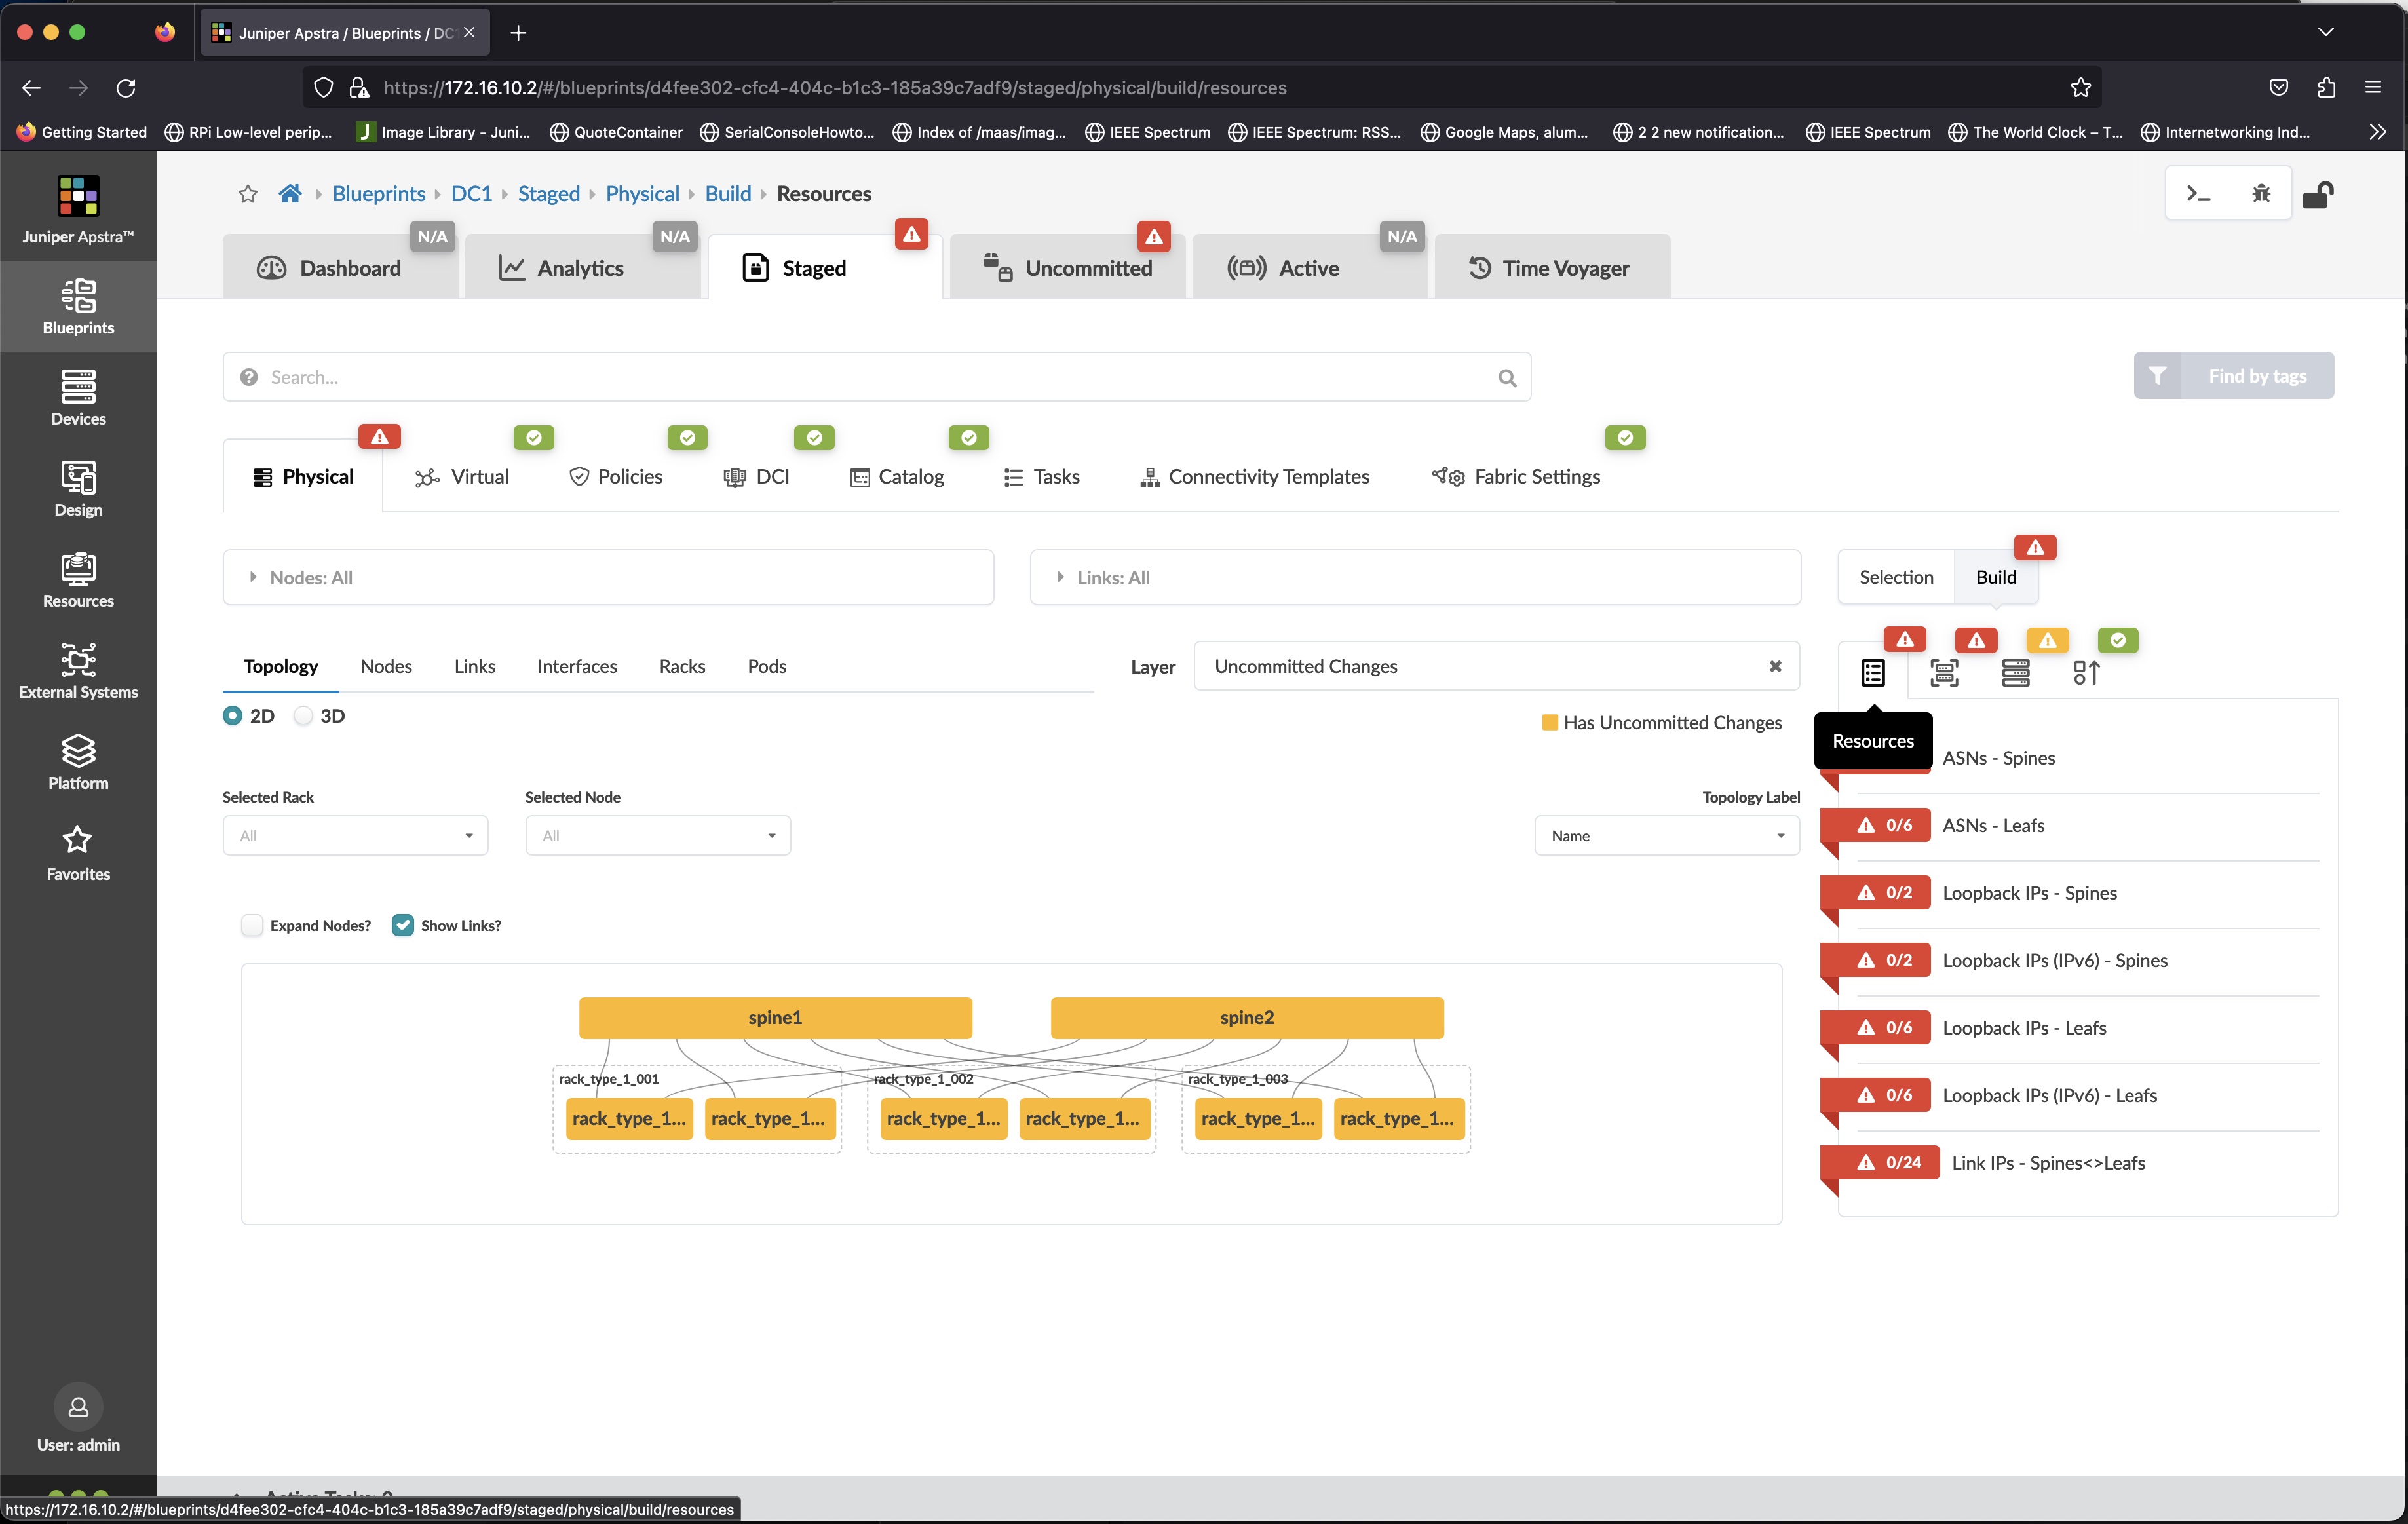 Juniper Apstra / Blueprints / DC
https://172.16.10.2/#/blueprints/d4fee302-cfc4-404c-b1c3-185a39c7adf9/staged/physical/build/resources
Getting Started
RPi Low-level perip...
Image Library - Juni...
QuoteContainer
SerialConsoleHowto...
Index of /maas/imag...
IEEE Spectrum
IEEE Spectrum: RSS...
Google Maps, alum...
2 2 new notification...
IEEE Spectrum
The World Clock – T...
Internetworking Ind...
Juniper Apstra™
Blueprints
Devices
Design
Resources
External Systems
Platform
Favorites
User: admin
Blueprints DC1 Staged Physical Build Resources
N/A
N/A
N/A
Dashboard
Analytics
Staged
Uncommitted
Active
Time Voyager
Search...
Find by tags
Physical
Virtual
Policies
DCI
Catalog
Tasks
Connectivity Templates
Fabric Settings
Nodes: All
Links: All
Selection
Build
Topology
Nodes
Links
Interfaces
Racks
Pods
Layer
Uncommitted Changes
2D
3D
Has Uncommitted Changes
Selected Rack
All
Selected Node
All
Topology Label
Name
Expand Nodes?
Show Links?
spine1
spine2
rack_type_1_001
rack_type_1_002
rack_type_1_003
rack_type_1...
rack_type_1...
rack_type_1...
rack_type_1...
rack_type_1...
rack_type_1...
Resources
ASNs - Spines
0/6 ASNs - Leafs
0/2 Loopback IPs - Spines
0/2 Loopback IPs (IPv6) - Spines
0/6 Loopback IPs - Leafs
0/6 Loopback IPs (IPv6) - Leafs
0/24 Link IPs - Spines<>Leafs
Active Tasks: 0
https://172.16.10.2/#/blueprints/d4fee302-cfc4-404c-b1c3-185a39c7adf9/staged/physical/build/resources